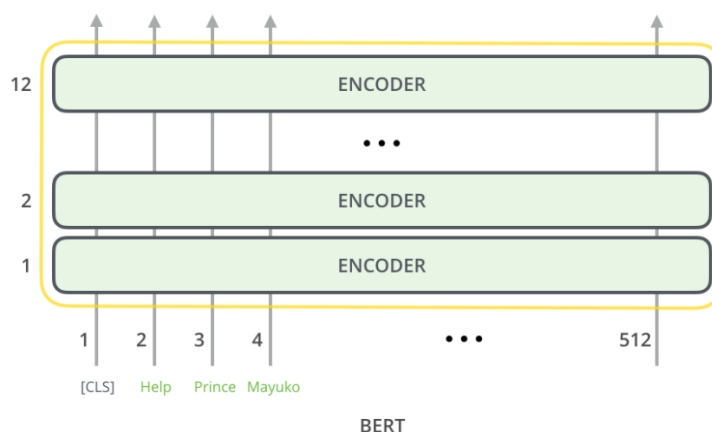 12 ENCODER
...
2 ENCODER
1 ENCODER
1 2 3 4 ... 512
[CLS] Help Prince Mayuko
BERT